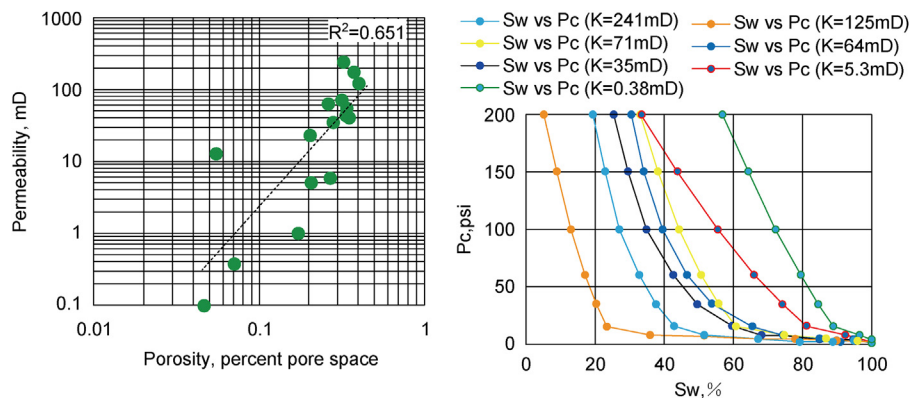 R²=0.651
1000
100
10
1
0.1
0.01
0.1
1
Permeability, mD
Porosity, percent pore space
Sw vs Pc (K=241mD)
Sw vs Pc (K=125mD)
Sw vs Pc (K=71mD)
Sw vs Pc (K=64mD)
Sw vs Pc (K=35mD)
Sw vs Pc (K=5.3mD)
Sw vs Pc (K=0.38mD)
200
150
100
50
0
0
20
40
60
80
100
Pc,psi
Sw,%